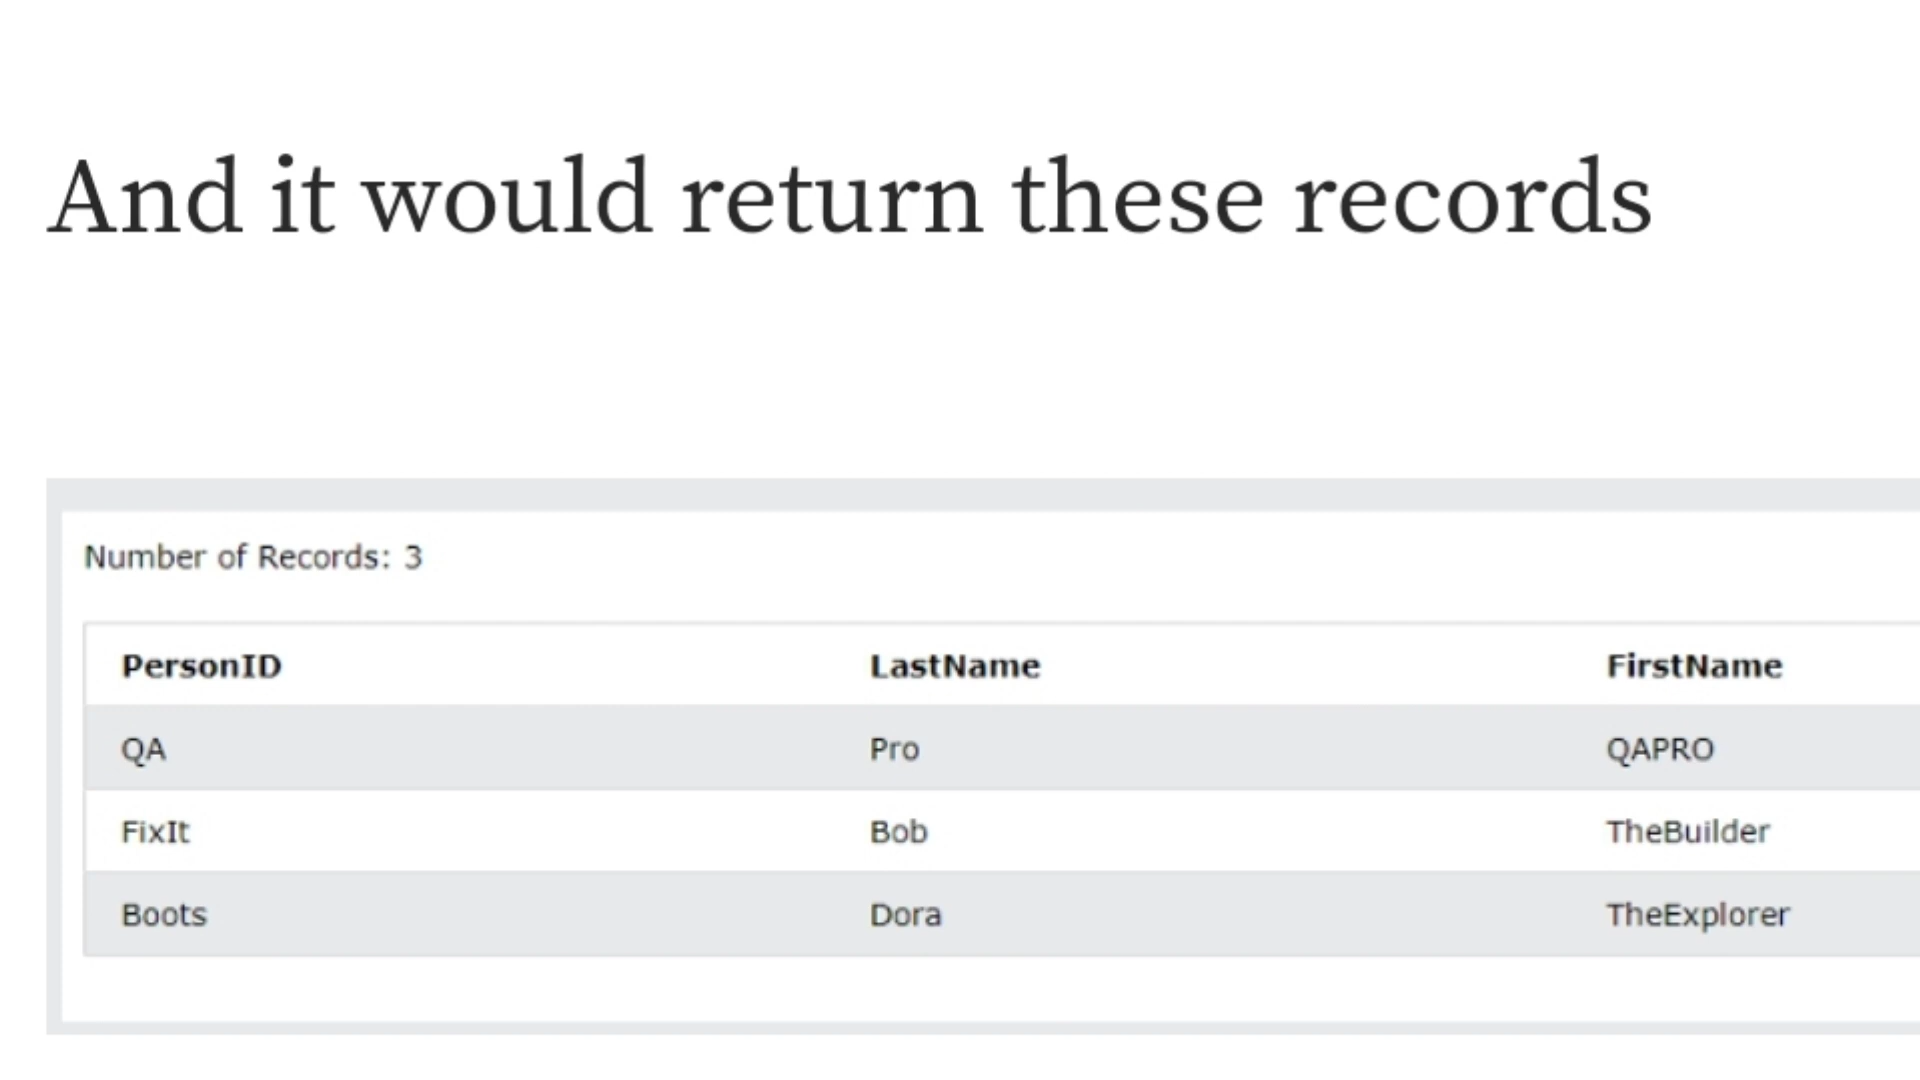 And it would return these records
Number of Records: 3
PersonID LastName FirstName
QA Pro QAPRO
FixIt Bob TheBuilder
Boots Dora TheExplorer